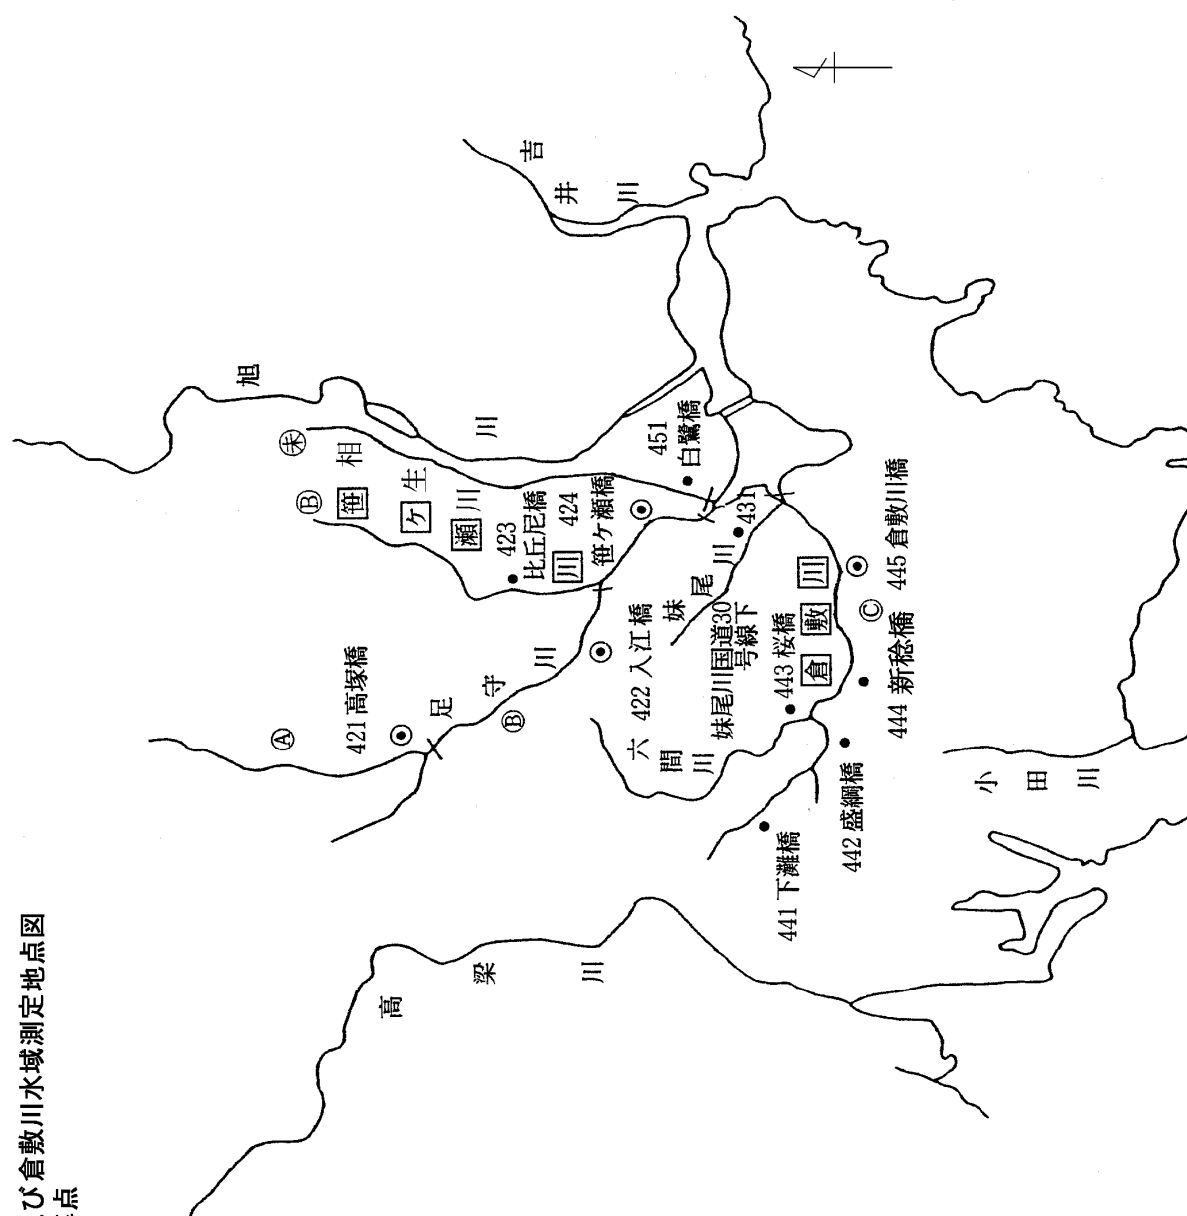 び倉敷川水域測定地点図
点
吉井川
旭川
相生川
未
B
笹ケ瀬川
423
比丘尼橋
424
笹ケ瀬橋
451
白鷺橋
431
妹尾川
妹尾川国道30
号線下
A
421 高塚橋
足守川
B
422 入江橋
六間川
443 桜橋
倉敷川
C
445 倉敷川橋
444 新稔橋
442 盛綱橋
441 下灘橋
小田川
高梁川